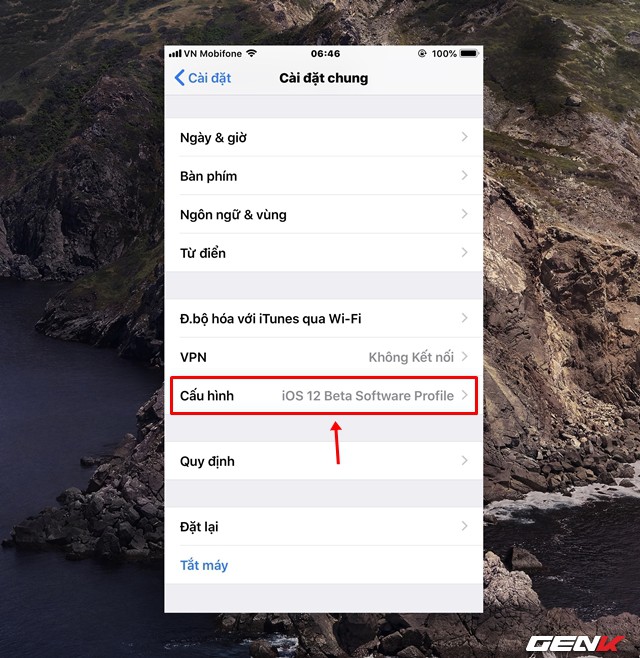 VN Mobifone 06:46 100%
Cài đặt Cài đặt chung
Ngày & giờ
Bàn phím
Ngôn ngữ & vùng
Từ điển
Đ.bộ hóa với iTunes qua Wi-Fi
VPN Không Kết nối
Cấu hình iOS 12 Beta Software Profile
Quy định
Đặt lại
Tắt máy
GENK